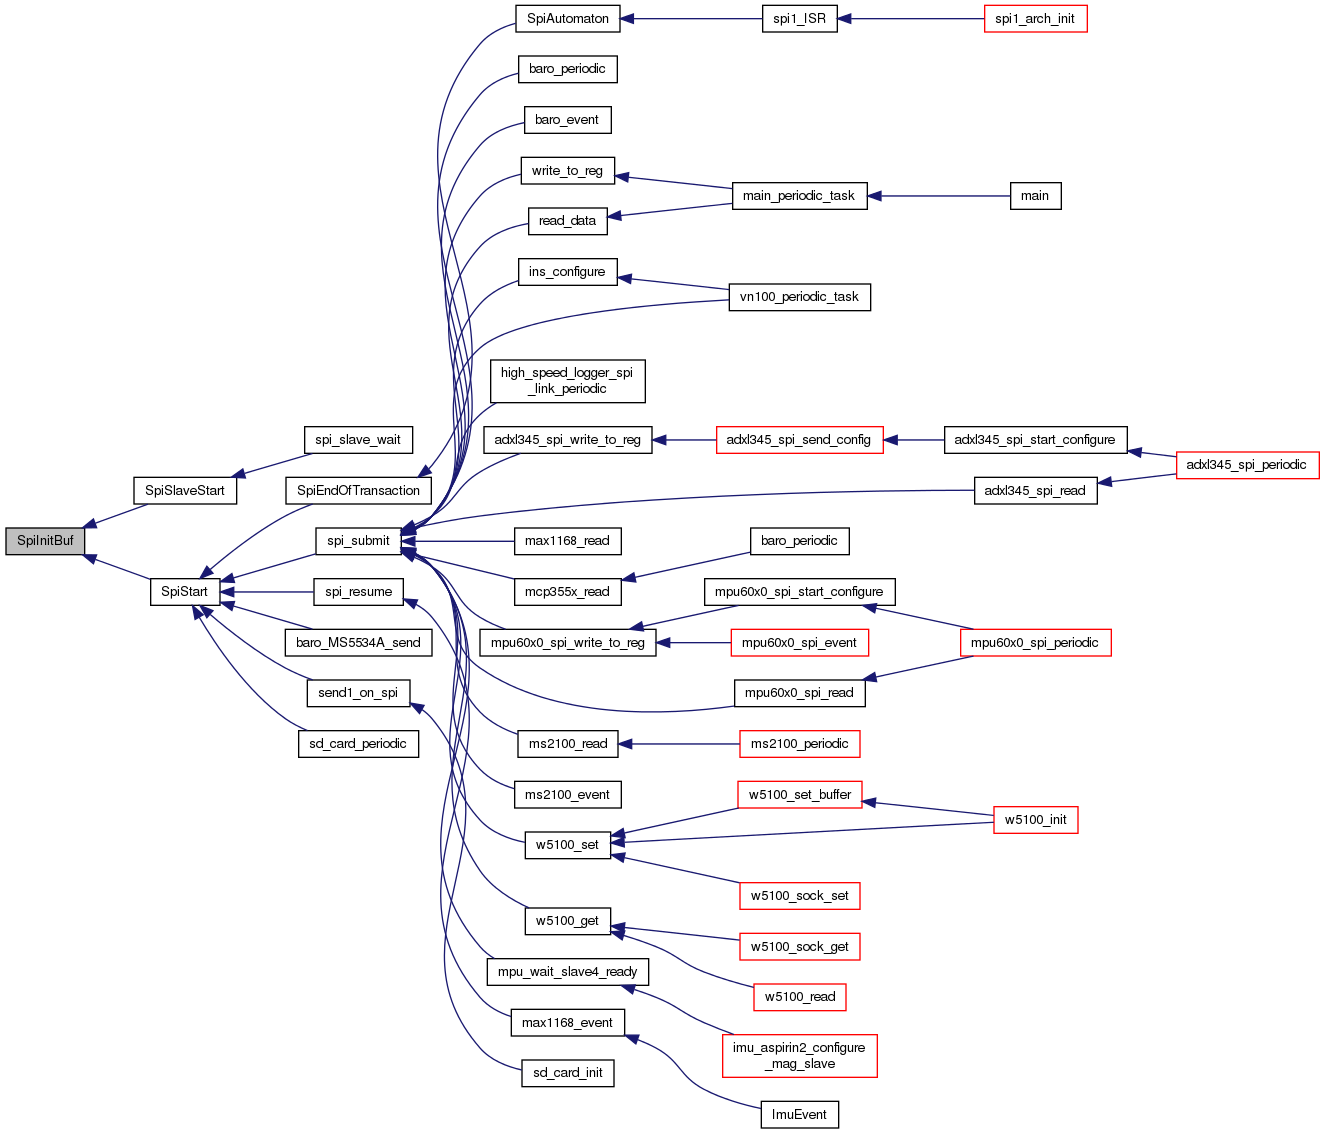 SpiAutomaton
spi1_ISR
spi1_arch_init
baro_periodic
baro_event
write_to_reg
main_periodic_task
main
read_data
ins_configure
vn100_periodic_task
high_speed_logger_spi
_link_periodic
spi_slave_wait
adxl345_spi_write_to_reg
adxl345_spi_send_config
adxl345_spi_start_configure
adxl345_spi_periodic
SpiSlaveStart
SpiEndOfTransaction
adxl345_spi_read
SpiInitBuf
spi_submit
max1168_read
baro_periodic
SpiStart
spi_resume
mcp355x_read
mpu60x0_spi_start_configure
baro_MS5534A_send
mpu60x0_spi_write_to_reg
mpu60x0_spi_event
mpu60x0_spi_periodic
send1_on_spi
mpu60x0_spi_read
sd_card_periodic
ms2100_read
ms2100_periodic
ms2100_event
w5100_set_buffer
w5100_init
w5100_set
w5100_sock_set
w5100_get
w5100_sock_get
mpu_wait_slave4_ready
w5100_read
max1168_event
imu_aspirin2_configure
_mag_slave
sd_card_init
ImuEvent